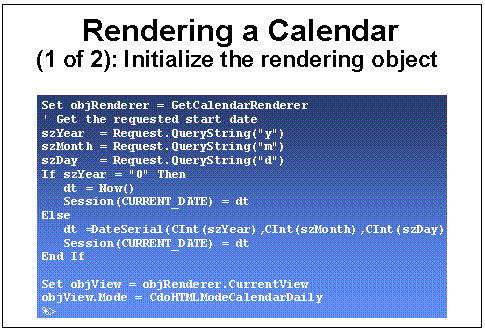 Rendering a Calendar
(1 of 2): Initialize the rendering object
Set objRenderer = GetCalendarRenderer
' Get the requested start date
szYear  = Request.QueryString("y")
szMonth = Request.QueryString("m")
szDay   = Request.QueryString("d")
If szYear = "0" Then
   dt = Now()
   Session(CURRENT_DATE) = dt
Else
   dt =DateSerial(CInt(szYear),CInt(szMonth),CInt(szDay)
   Session(CURRENT_DATE) = dt
End If
Set objView = objRenderer.CurrentView
objView.Mode = CdoHTMLModeCalendarDaily
%>